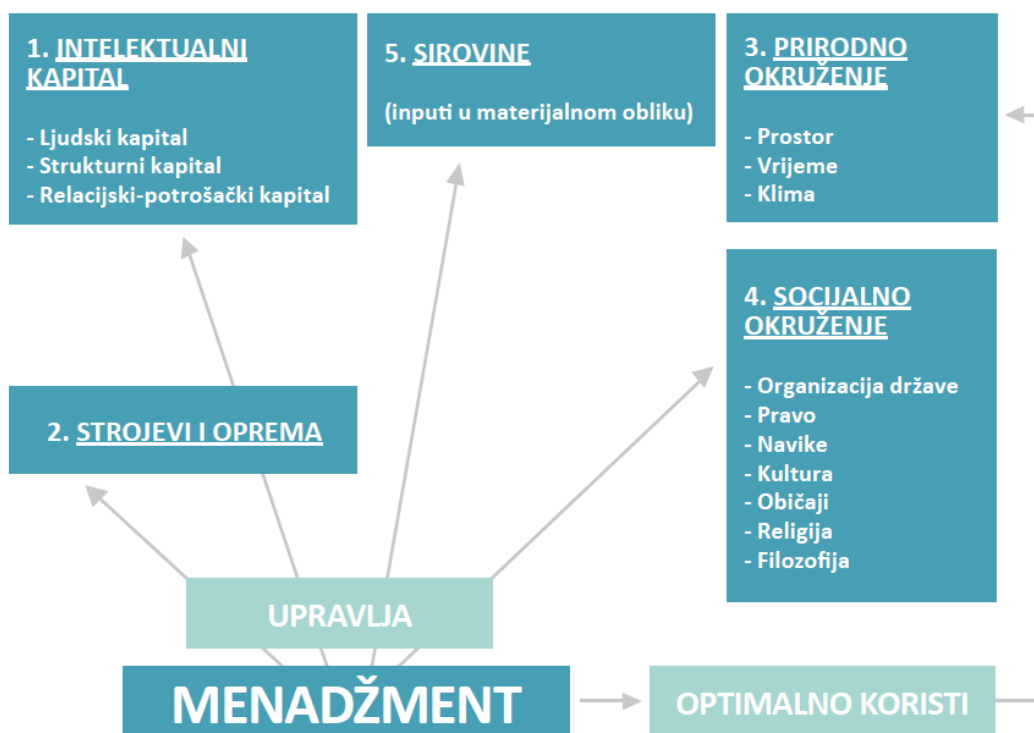 1. INTELEKTUALNI
KAPITAL
- Ljudski kapital
- Strukturni kapital
- Relacijski-potrošački kapital
5. SIROVINE
(inputi u materijalnom obliku)
3. PRIRODNO
OKRUŽENJE
- Prostor
- Vrijeme
- Klima
2. STROJEVI I OPREMA
4. SOCIJALNO
OKRUŽENJE
- Organizacija države
- Pravo
- Navike
- Kultura
- Običaji
- Religija
- Filozofija
UPRAVLJA
MENADŽMENT
OPTIMALNO KORISTI